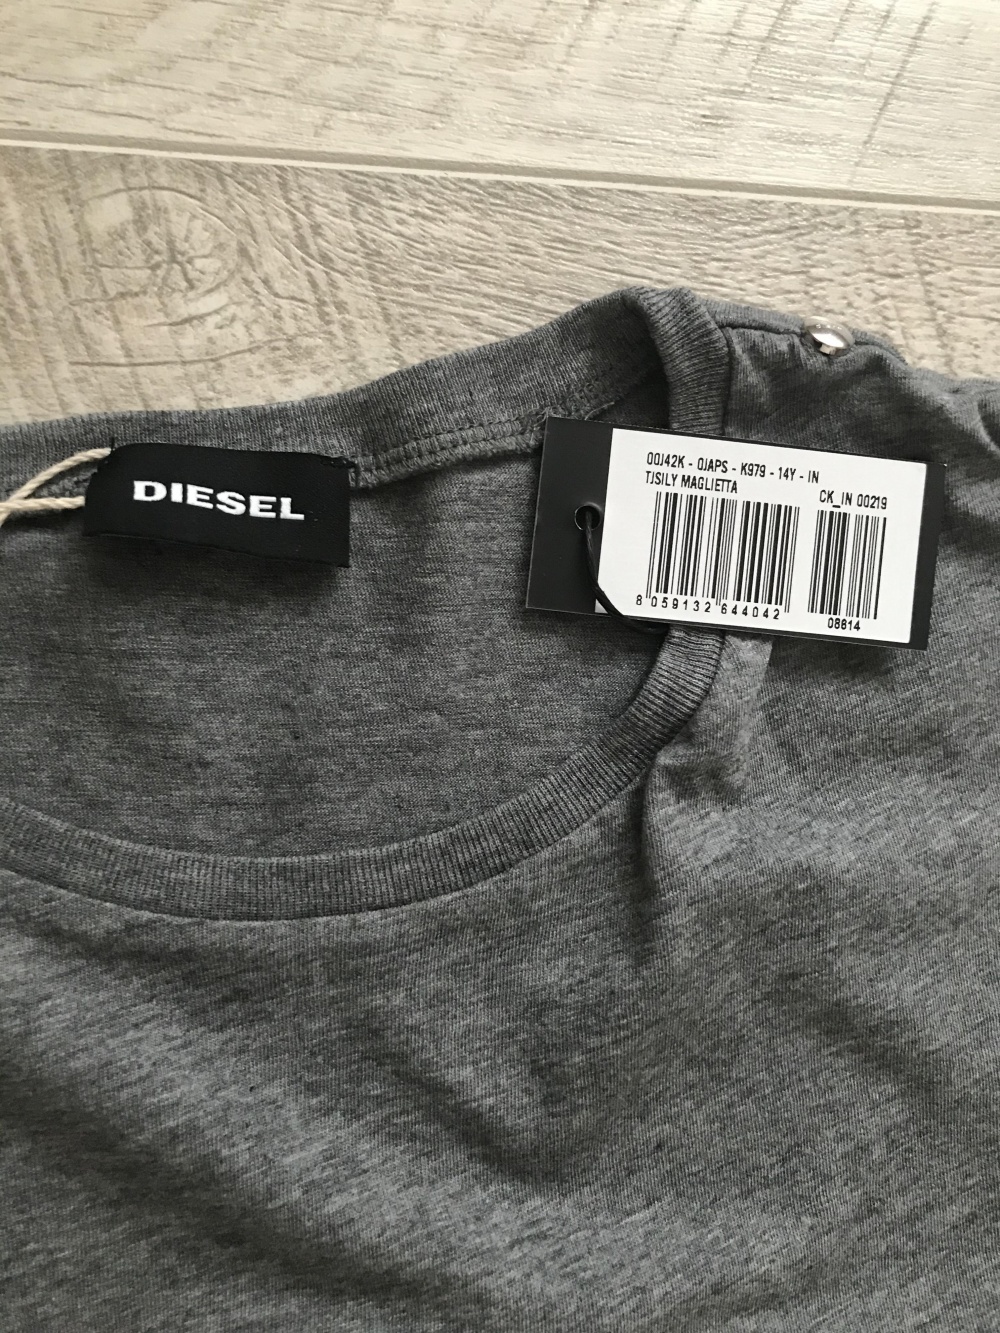 DIESEL
00J42K - 0JAPS - K979 - 14Y - IN
TJSILY MAGLIETTA
CK_IN 00219
8 059132 644042
08814